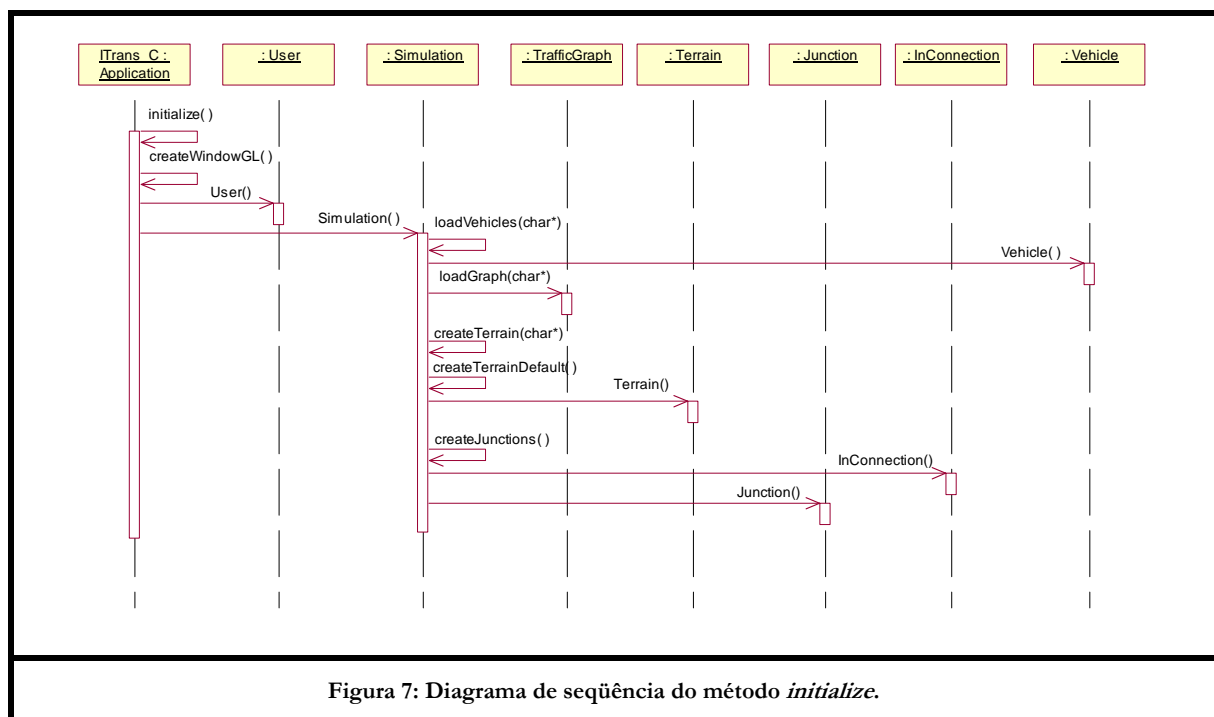 ITrans_C :
Application
: User
: Simulation
: TrafficGraph
: Terrain
: Junction
: InConnection
: Vehicle
initialize( )
createWindowGL( )
User()
Simulation( )
loadVehicles(char*)
Vehicle( )
loadGraph(char*)
createTerrain(char*)
createTerrainDefault( )
Terrain()
createJunctions( )
InConnection()
Junction()
Figura 7: Diagrama de seqüência do método initialize.